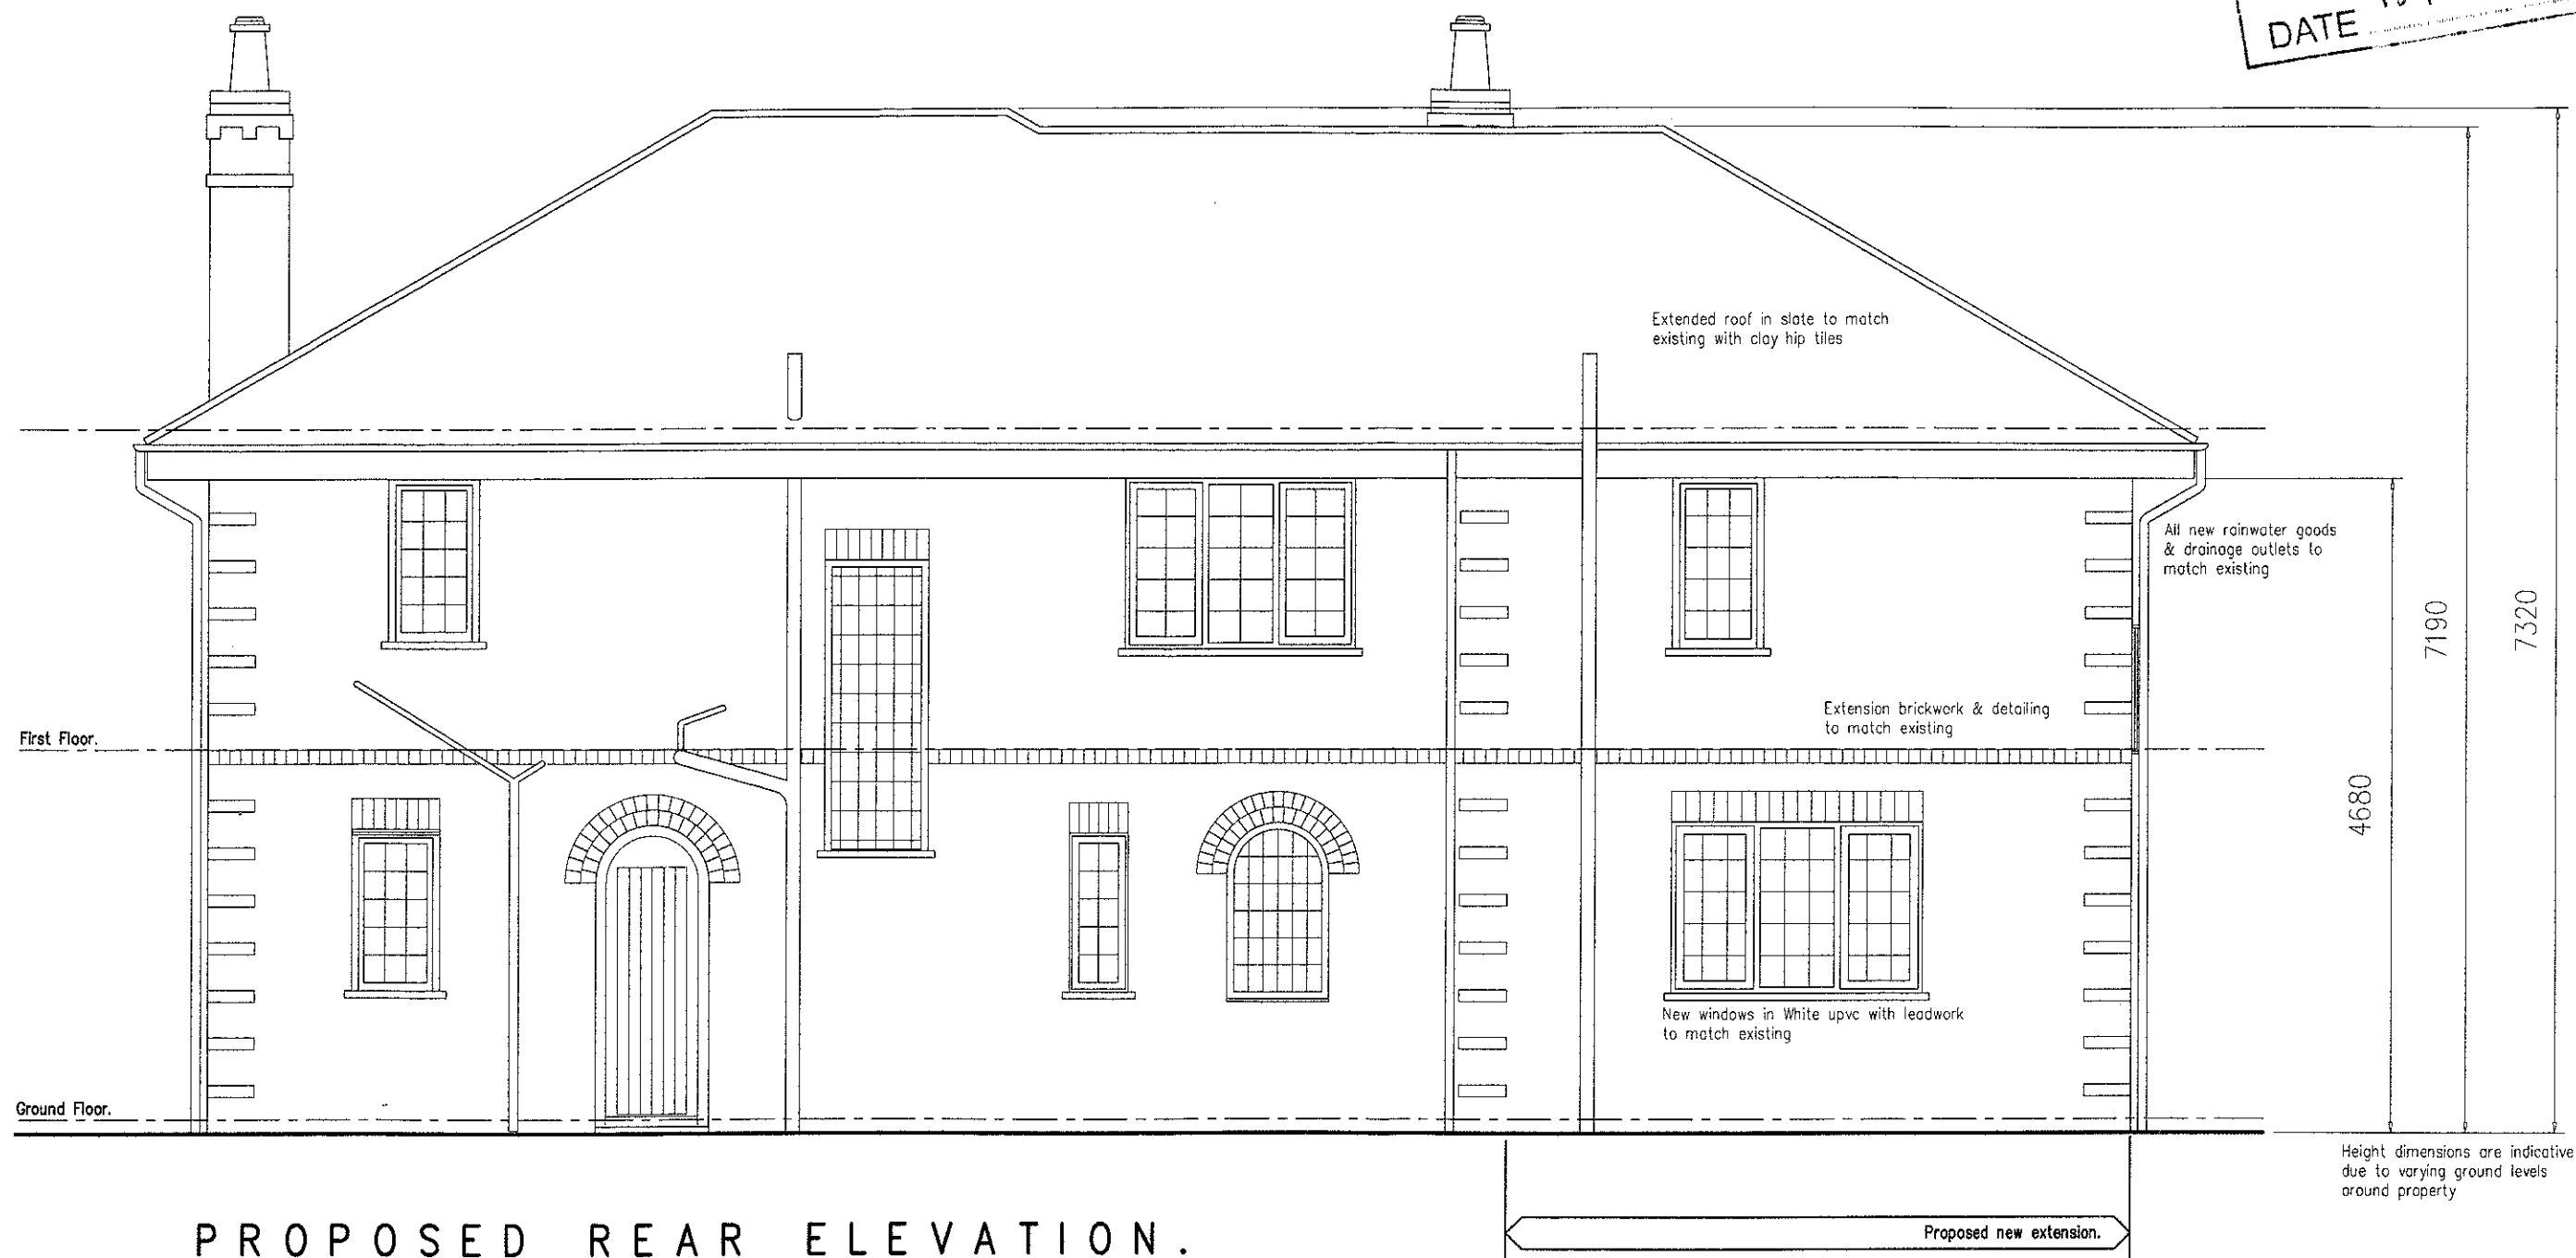 DATE
Extended roof in slate to match
existing with clay hip tiles
All new rainwater goods
& drainage outlets to
match existing
7190
7320
Extension brickwork & detailing
to match existing
First Floor.
4680
New windows in White upvc with leadwork
to match existing
Ground Floor.
Height dimensions are indicative
due to varying ground levels
around property
PROPOSED REAR ELEVATION.
Proposed new extension.